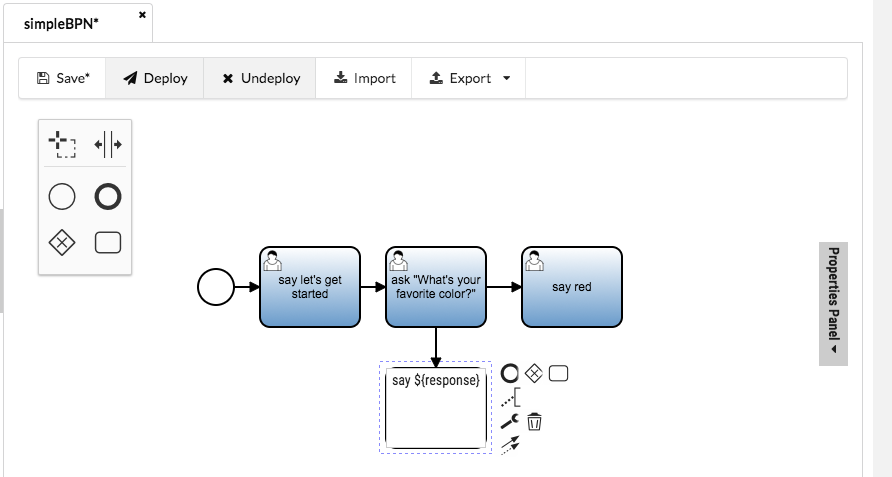 simpleBPN*
Save*
Deploy
Undeploy
Import
Export
say let's get
started
ask "What's your
favorite color?"
say red
say ${response}
Properties Panel